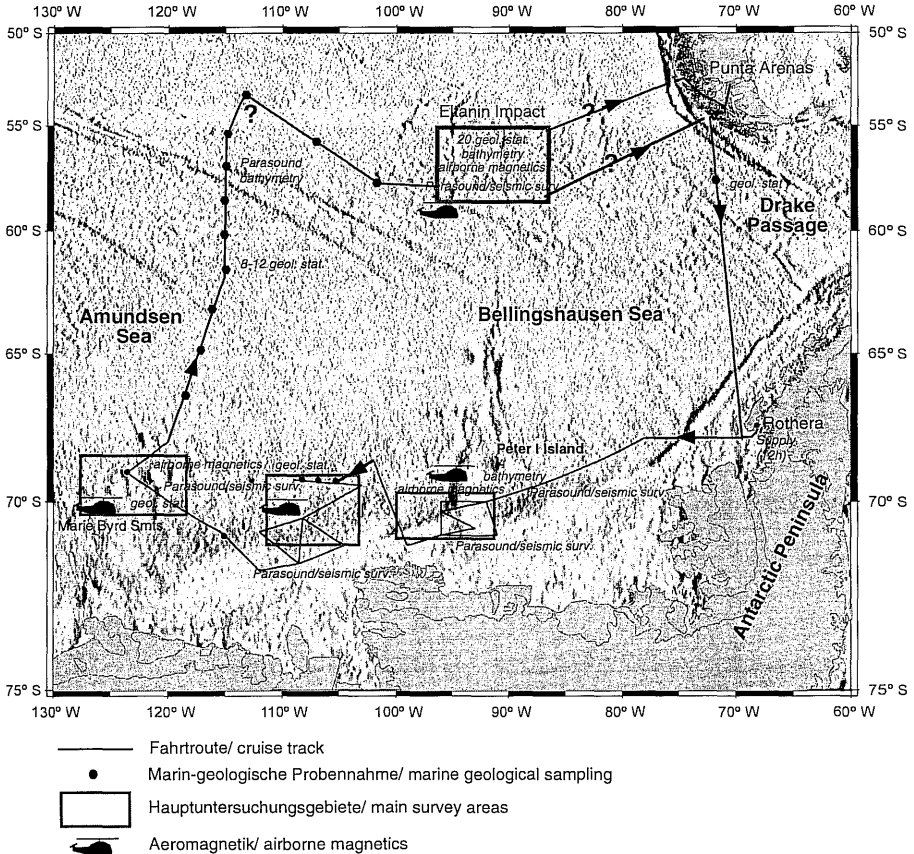 130° W 120° W 110° W 100° W 90° W 80° W 70° W 60° W
50° S 50° S
Punta Arenas
?
Eltanin Impact
?
55° S 55° S
20 geol. stat.
bathymetry
airborne magnetics
Parasound/seismic surv.
Parasound
bathymetry
?
geol. stat
Drake
Passage
60° S 60° S
8-12 geol. stat.
Amundsen
Sea
Bellingshausen Sea
65° S 65° S
Rothera
Supply
(12h)
Peter I Island
airborne magnetics
geol. stat.
bathymetry
Parasound/seismic surv.
airborne magnetics
Parasound/seismic surv.
geol. stat.
70° S 70° S
Marie Byrd Smts.
Parasound/seismic surv.
Parasound/seismic surv.
Antarctic Peninsula
75° S 75° S
130° W 120° W 110° W 100° W 90° W 80° W 70° W 60° W
Fahrtroute/ cruise track
Marin-geologische Probennahme/ marine geological sampling
Hauptuntersuchungsgebiete/ main survey areas
Aeromagnetik/ airborne magnetics